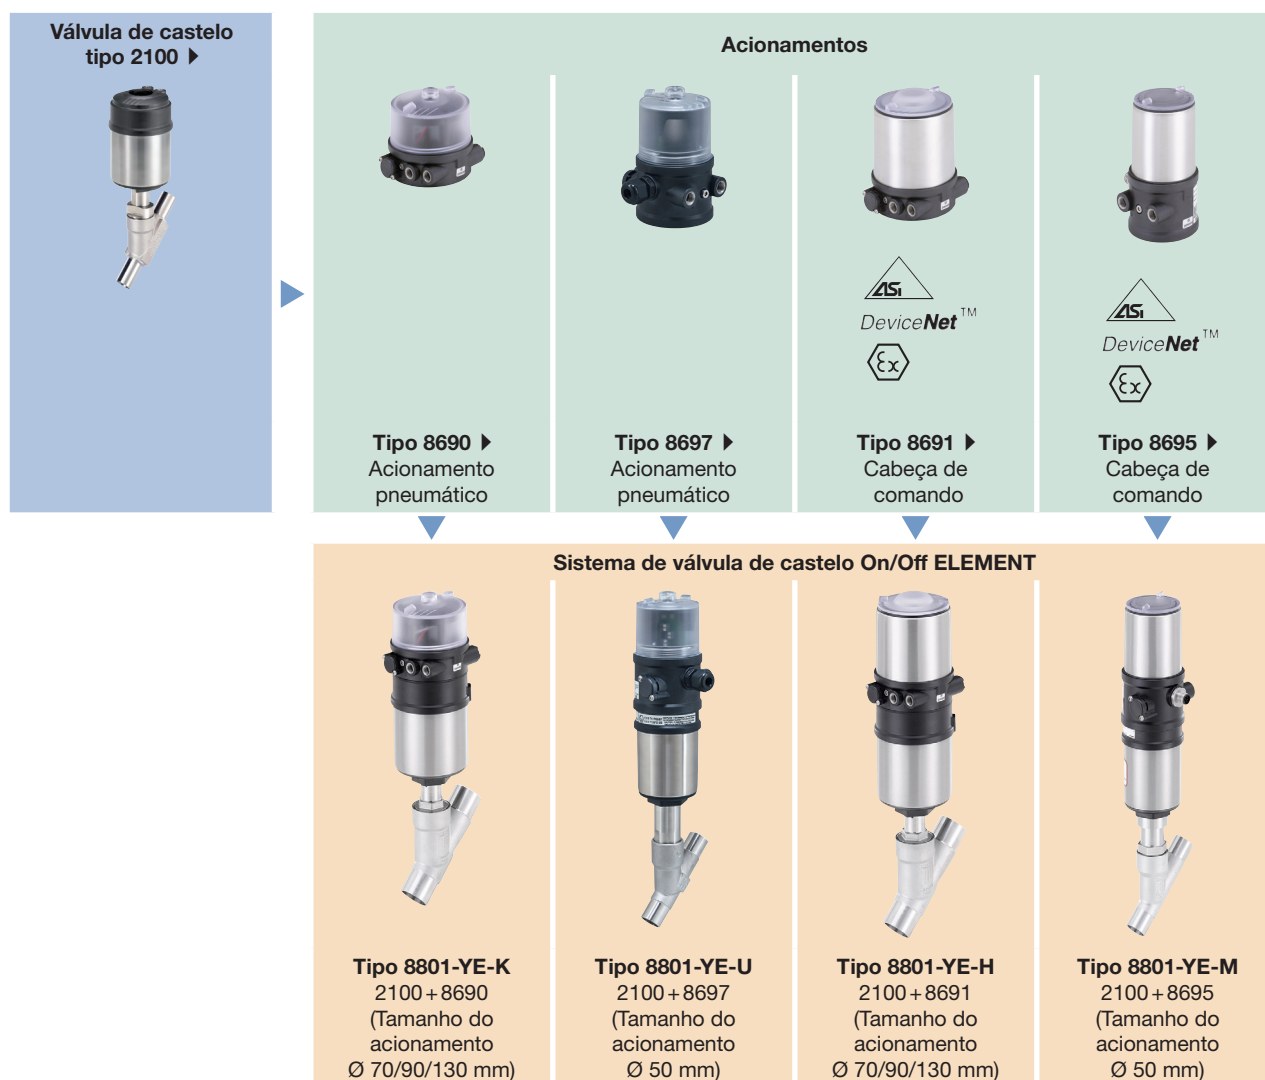 Válvula de castelo
tipo 2100
Acionamentos
ASi
DeviceNet™
Ex
ASi
DeviceNet™
Ex
Tipo 8690
Acionamento
pneumático
Tipo 8697
Acionamento
pneumático
Tipo 8691
Cabeça de
comando
Tipo 8695
Cabeça de
comando
Sistema de válvula de castelo On/Off ELEMENT
Tipo 8801-YE-K
2100+8690
(Tamanho do
acionamento
Ø 70/90/130 mm)
Tipo 8801-YE-U
2100+8697
(Tamanho do
acionamento
Ø 50 mm)
Tipo 8801-YE-H
2100+8691
(Tamanho do
acionamento
Ø 70/90/130 mm)
Tipo 8801-YE-M
2100+8695
(Tamanho do
acionamento
Ø 50 mm)